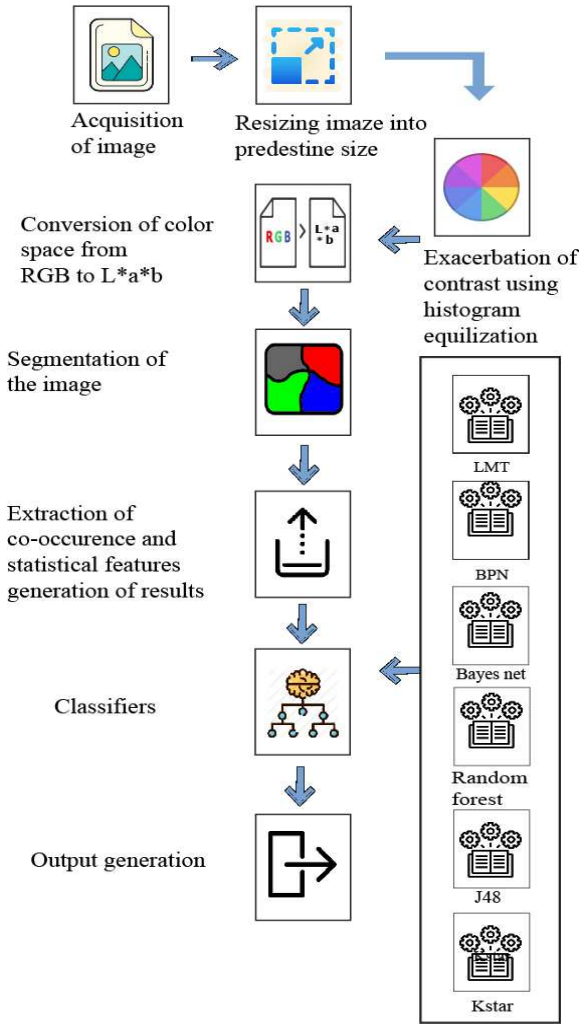 Acquisition
of image
Resizing imaze into
predestine size
Exacerbation of
contrast using
histogram
equilization
Conversion of color
space from
RGB to L*a*b
RGB > L*a
*b
Segmentation of
the image
Extraction of
co-occurence and
statistical features
generation of results
Classifiers
Output generation
LMT
BPN
Bayes net
Random
forest
J48
Kstar
Kstar